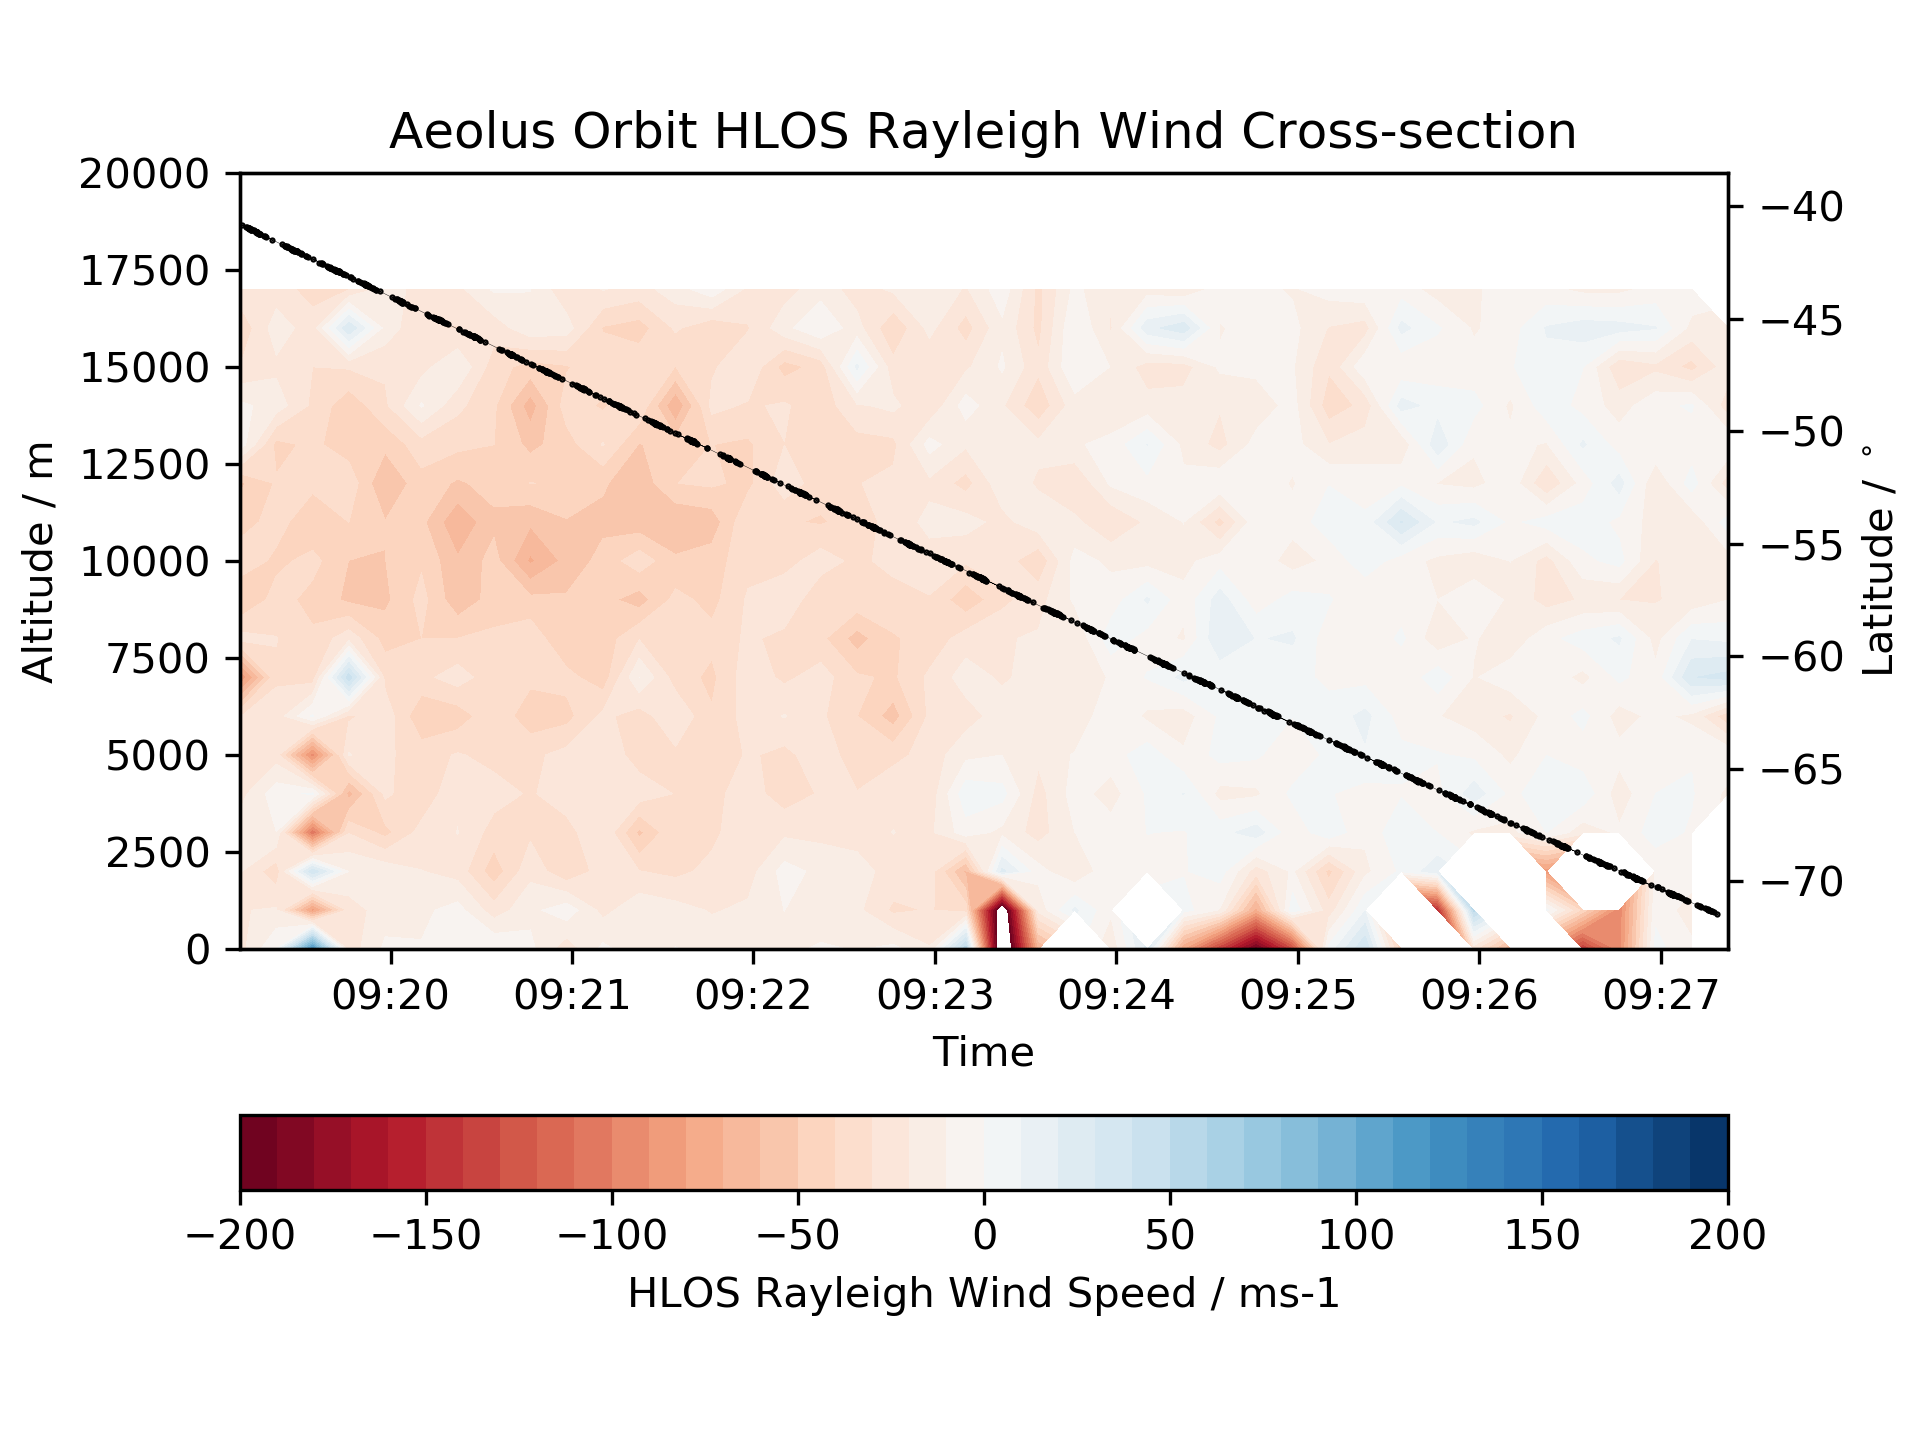 Aeolus Orbit HLOS Rayleigh Wind Cross-section
20000
17500
15000
12500
10000
7500
5000
2500
0
Altitude / m
−40
−45
−50
−55
−60
−65
−70
Latitude / °
09:20 09:21 09:22 09:23 09:24 09:25 09:26 09:27
Time
−200 −150 −100 −50 0 50 100 150 200
HLOS Rayleigh Wind Speed / ms-1